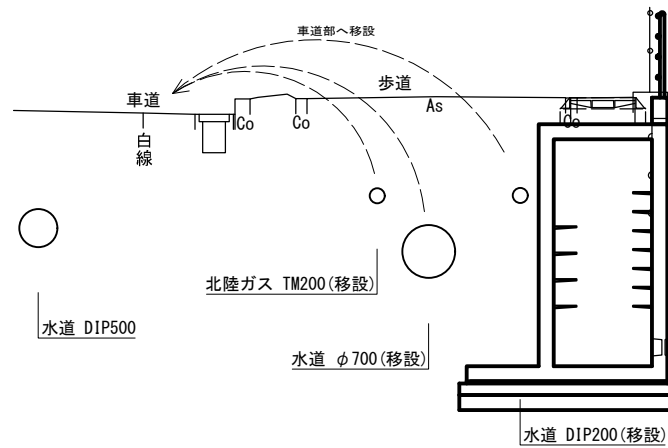 車道部へ移設
車道
歩道
As
Co
Co
Co
白線
北陸ガス TM200(移設)
水道 DIP500
水道 φ700(移設)
水道 DIP200(移設)